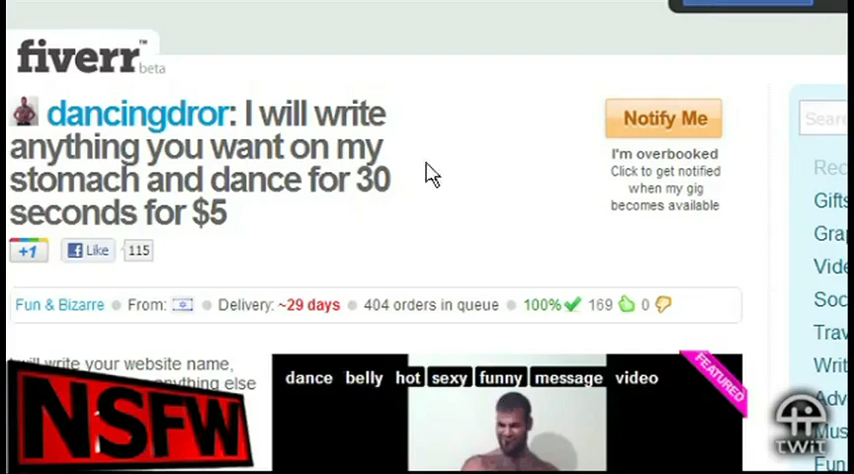 fiverr™
beta
dancingdror: I will write
anything you want on my
stomach and dance for 30
seconds for $5
Notify Me
I'm overbooked
Click to get notified
when my gig
becomes available
+1
Like
115
Fun & Bizarre
From:
Delivery: ~29 days
404 orders in queue
100%
169
0
will write your website name,
anything else
dance belly hot sexy funny message video
FEATURED
NSFW
TWiT
Sear
Rec
Gifts
Gra
Vide
Soc
Trav
Writ
Adv
Mus
Fun